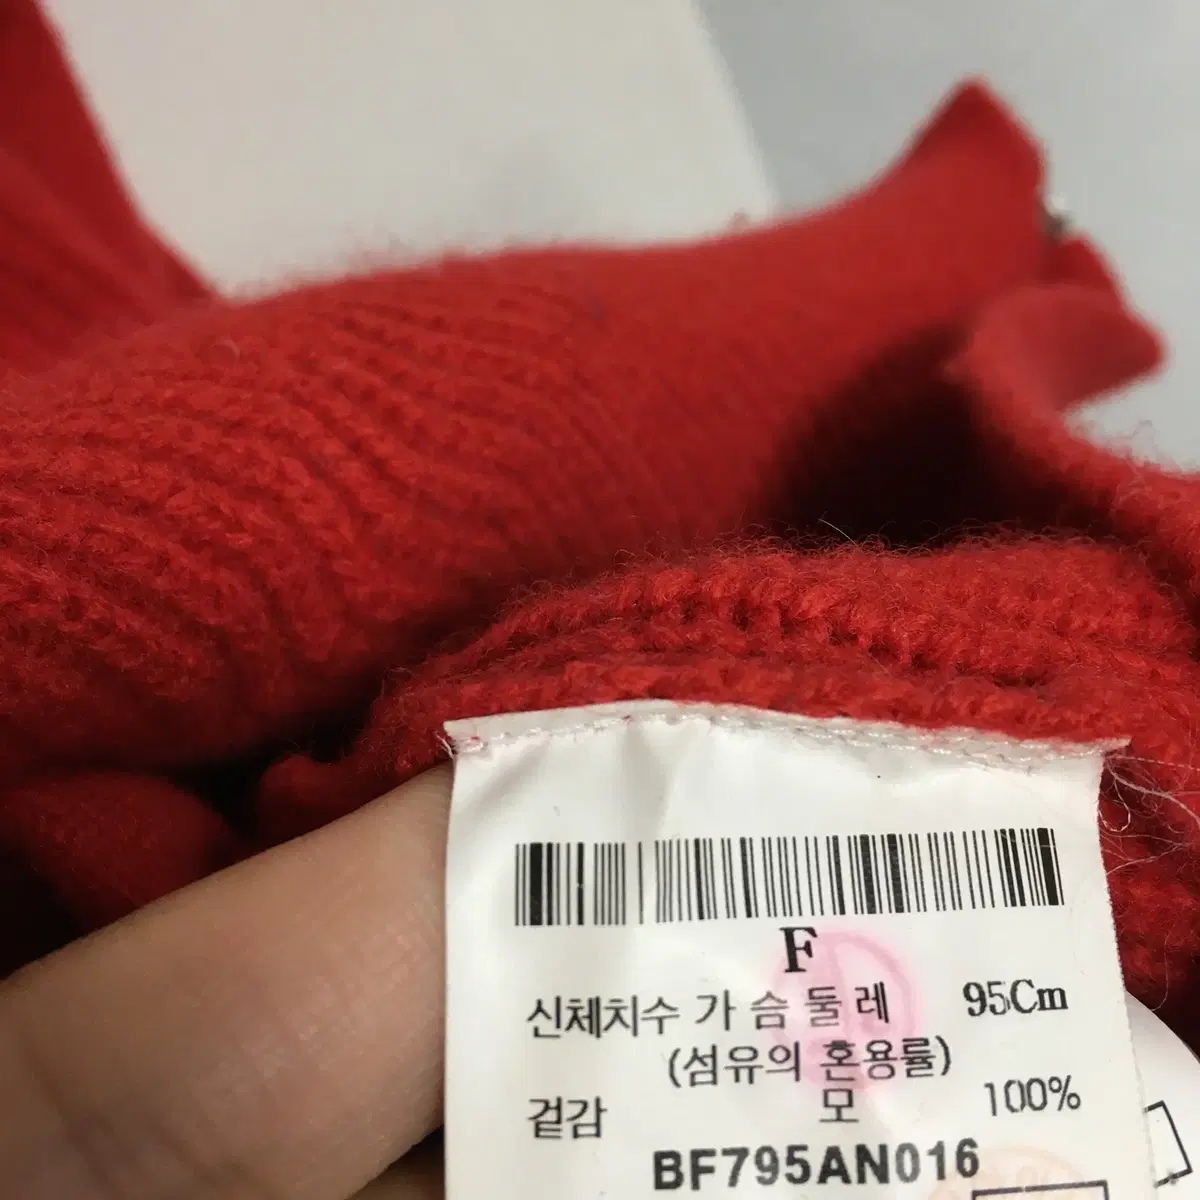 F
신체치수 가 슴 둘 레 95Cm
(섬유의 혼용률)
겉감 모 100%
BF795AN016